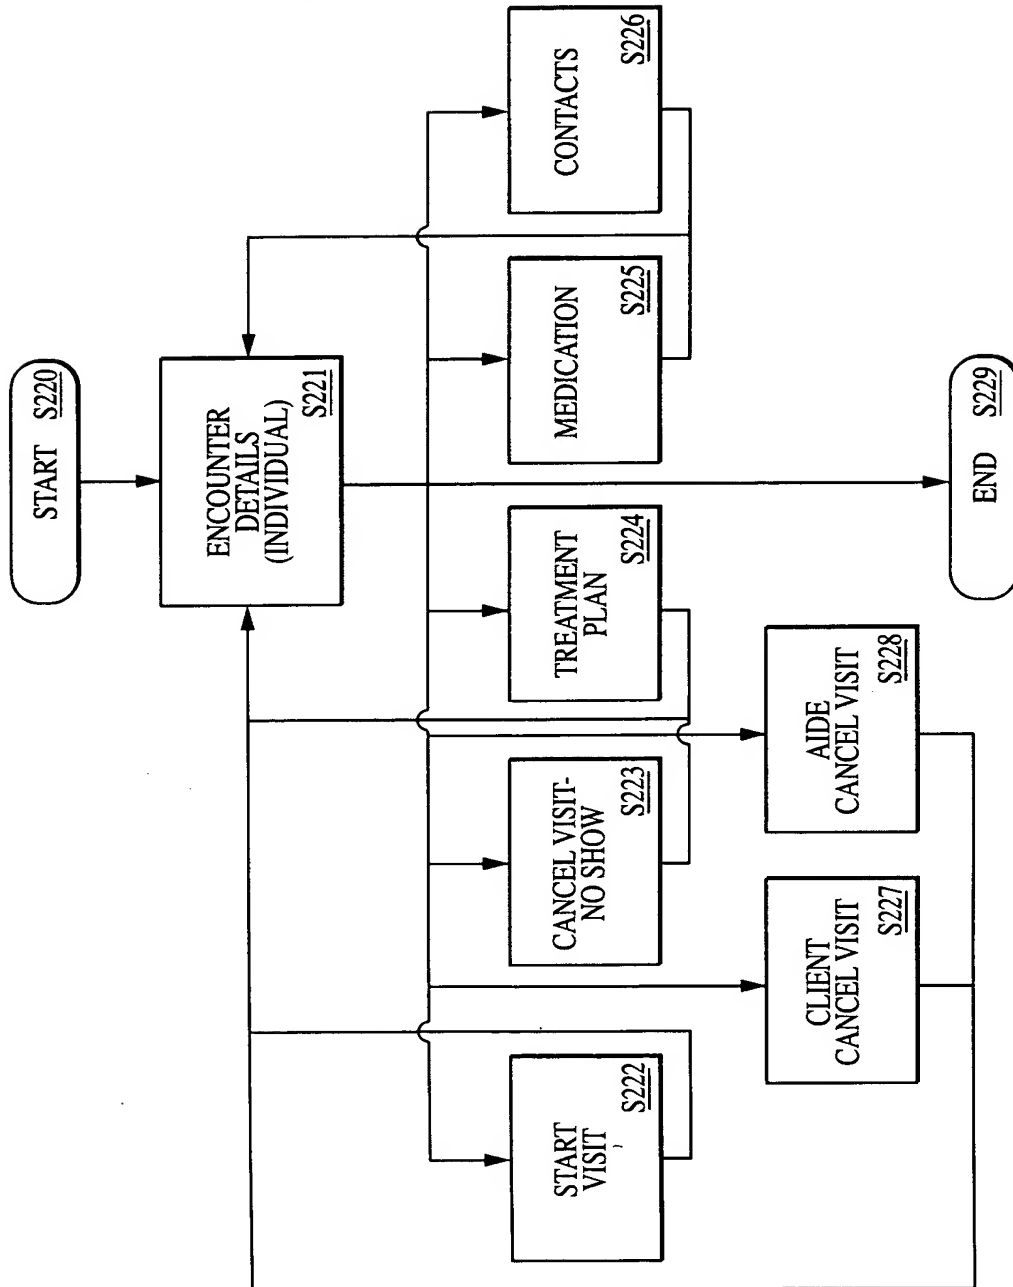 START S220
ENCOUNTER
DETAILS
(INDIVIDUAL)
S221
START
VISIT
S222
CANCEL VISIT-
NO SHOW
S223
TREATMENT
PLAN
S224
MEDICATION
S225
CONTACTS
S226
CLIENT
CANCEL VISIT
S227
AIDE
CANCEL VISIT
S228
END S229